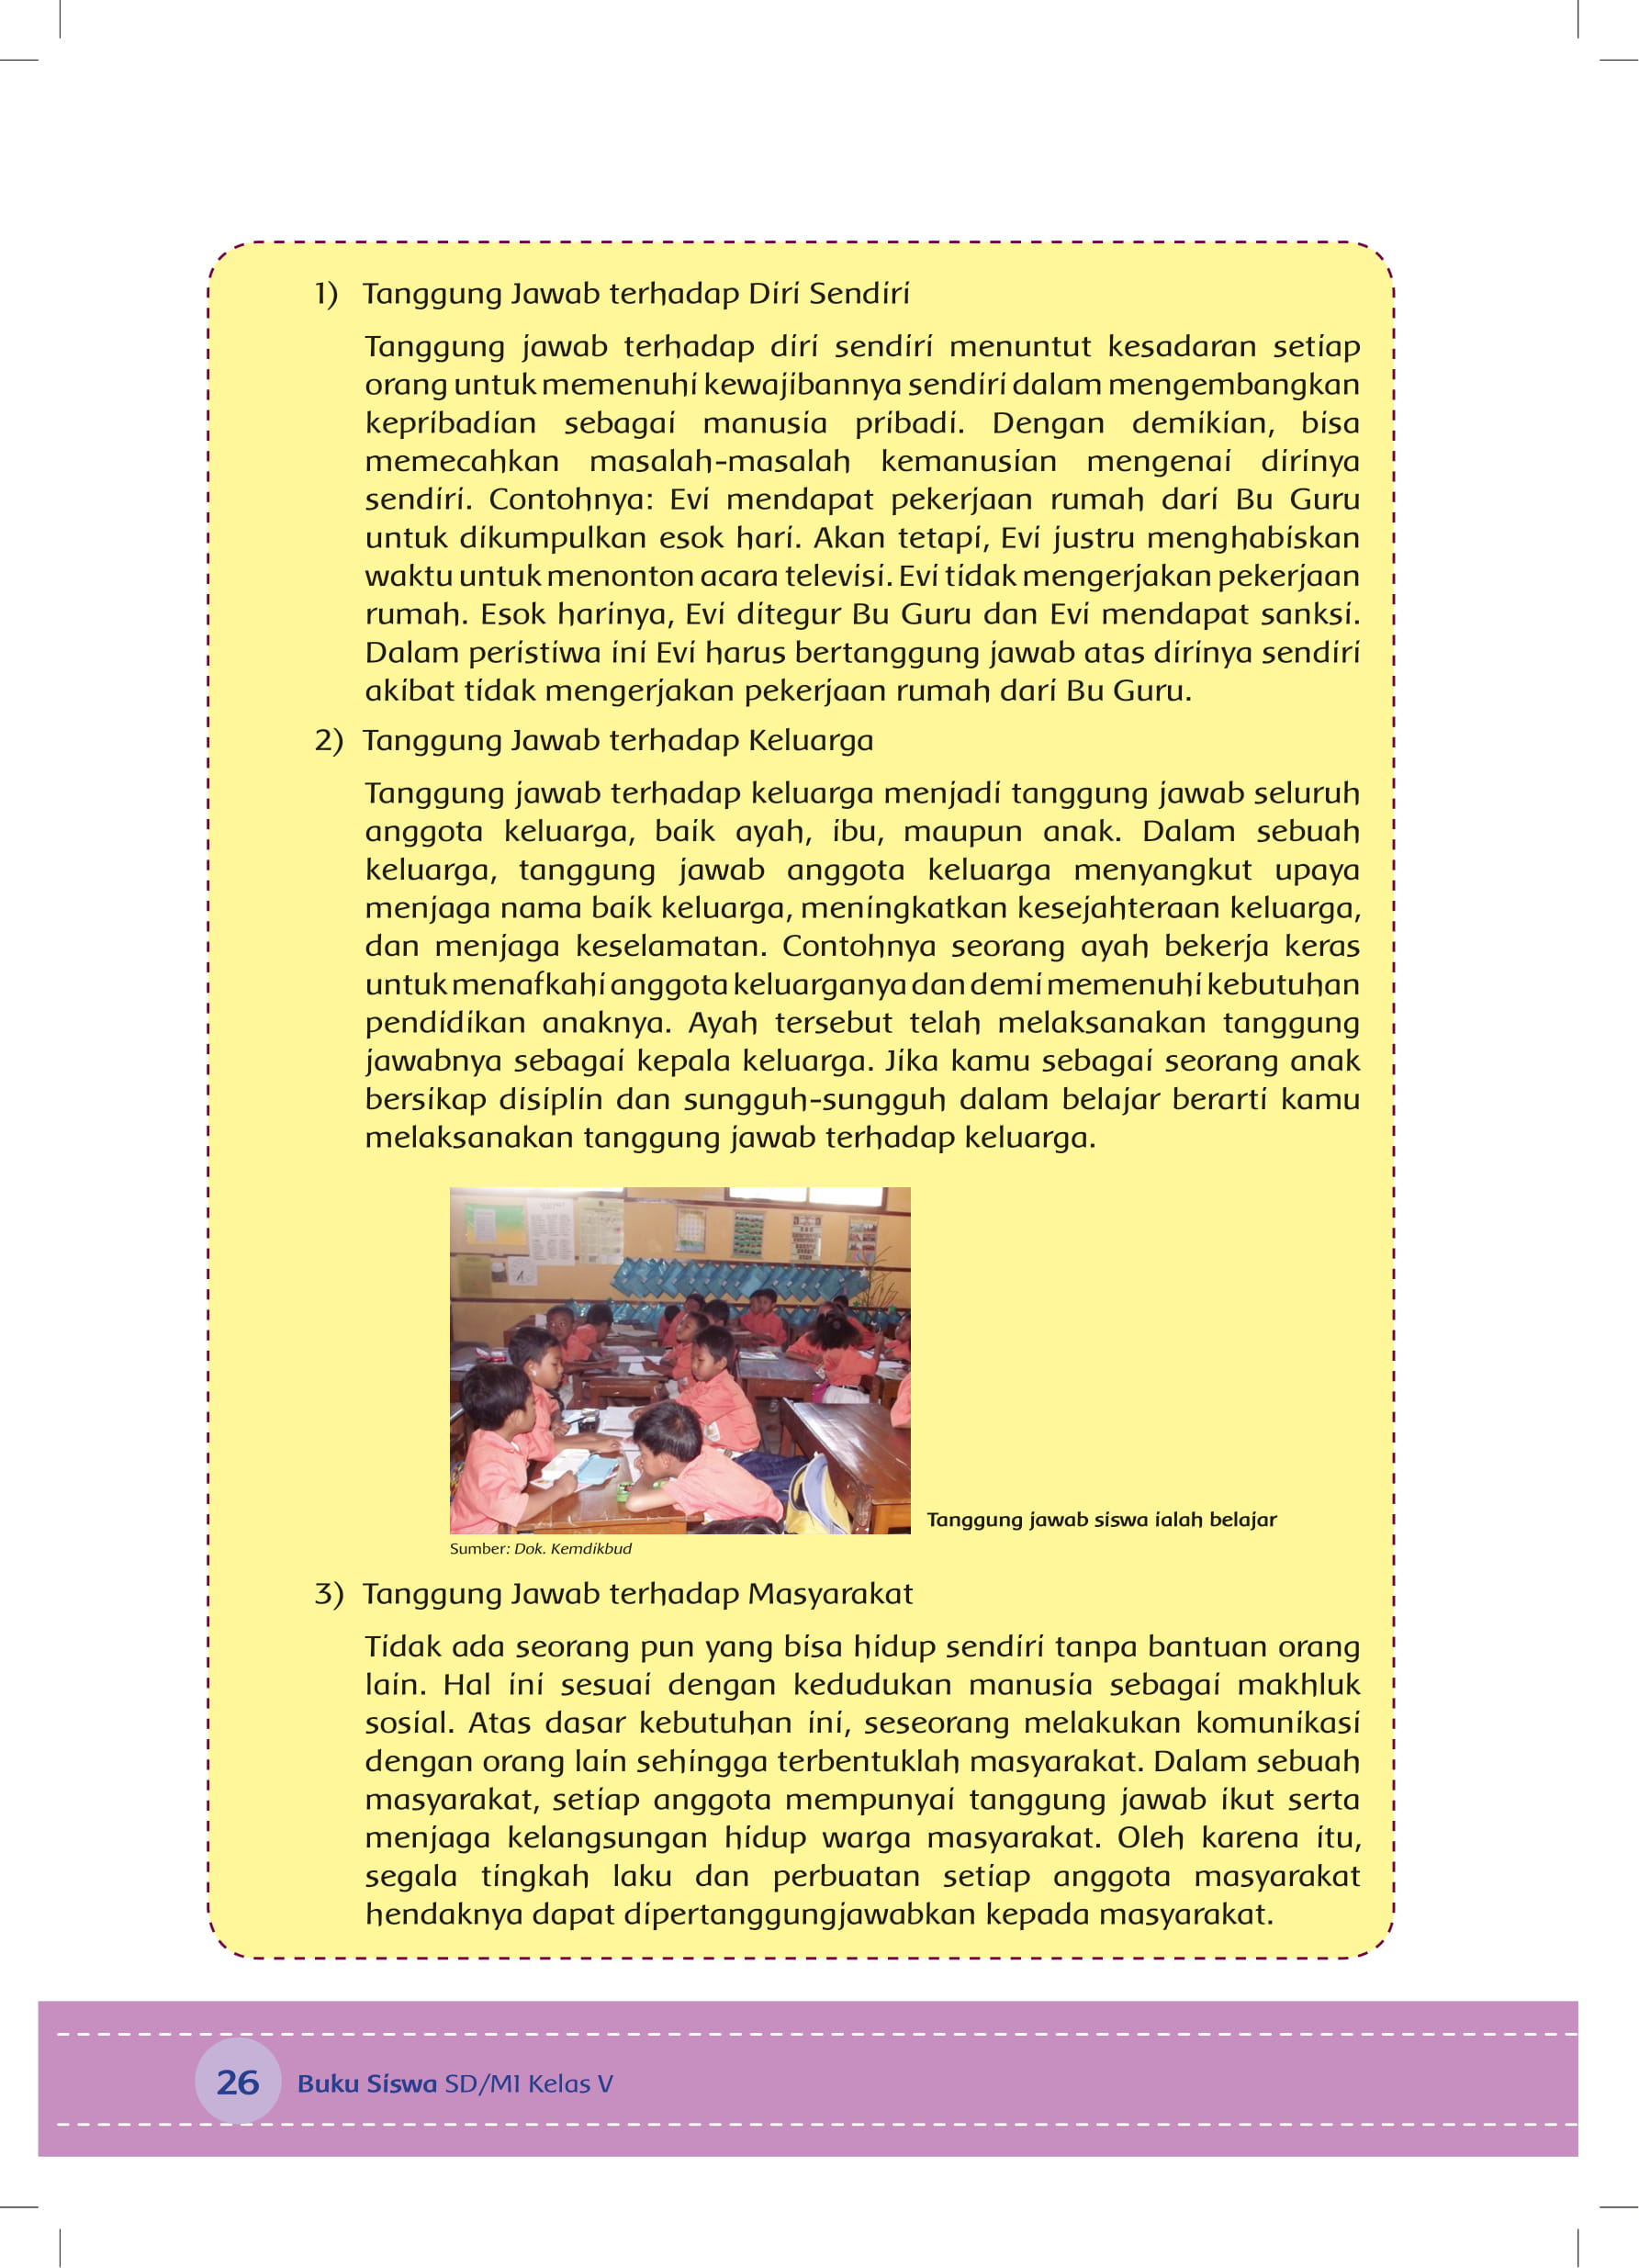 1) Tanggung Jawab terhadap Diri Sendiri
Tanggung jawab terhadap diri sendiri menuntut kesadaran setiap
orang untuk memenuhi kewajibannya sendiri dalam mengembangkan
kepribadian sebagai manusia pribadi. Dengan demikian, bisa
memecahkan masalah-masalah kemanusian mengenai dirinya
sendiri. Contohnya: Evi mendapat pekerjaan rumah dari Bu Guru
untuk dikumpulkan esok hari. Akan tetapi, Evi justru menghabiskan
waktu untuk menonton acara televisi. Evi tidak mengerjakan pekerjaan
rumah. Esok harinya, Evi ditegur Bu Guru dan Evi mendapat sanksi.
Dalam peristiwa ini Evi harus bertanggung jawab atas dirinya sendiri
akibat tidak mengerjakan pekerjaan rumah dari Bu Guru.
2) Tanggung Jawab terhadap Keluarga
Tanggung jawab terhadap keluarga menjadi tanggung jawab seluruh
anggota keluarga, baik ayah, ibu, maupun anak. Dalam sebuah
keluarga, tanggung jawab anggota keluarga menyangkut upaya
menjaga nama baik keluarga, meningkatkan kesejahteraan keluarga,
dan menjaga keselamatan. Contohnya seorang ayah bekerja keras
untuk menafkahi anggota keluarganya dan demi memenuhi kebutuhan
pendidikan anaknya. Ayah tersebut telah melaksanakan tanggung
jawabnya sebagai kepala keluarga. Jika kamu sebagai seorang anak
bersikap disiplin dan sungguh-sungguh dalam belajar berarti kamu
melaksanakan tanggung jawab terhadap keluarga.
Tanggung jawab siswa ialah belajar
Sumber: Dok. Kemdikbud
3) Tanggung Jawab terhadap Masyarakat
Tidak ada seorang pun yang bisa hidup sendiri tanpa bantuan orang
lain. Hal ini sesuai dengan kedudukan manusia sebagai makhluk
sosial. Atas dasar kebutuhan ini, seseorang melakukan komunikasi
dengan orang lain sehingga terbentuklah masyarakat. Dalam sebuah
masyarakat, setiap anggota mempunyai tanggung jawab ikut serta
menjaga kelangsungan hidup warga masyarakat. Oleh karena itu,
segala tingkah laku dan perbuatan setiap anggota masyarakat
hendaknya dapat dipertanggungjawabkan kepada masyarakat.
26 Buku Siswa SD/MI Kelas V